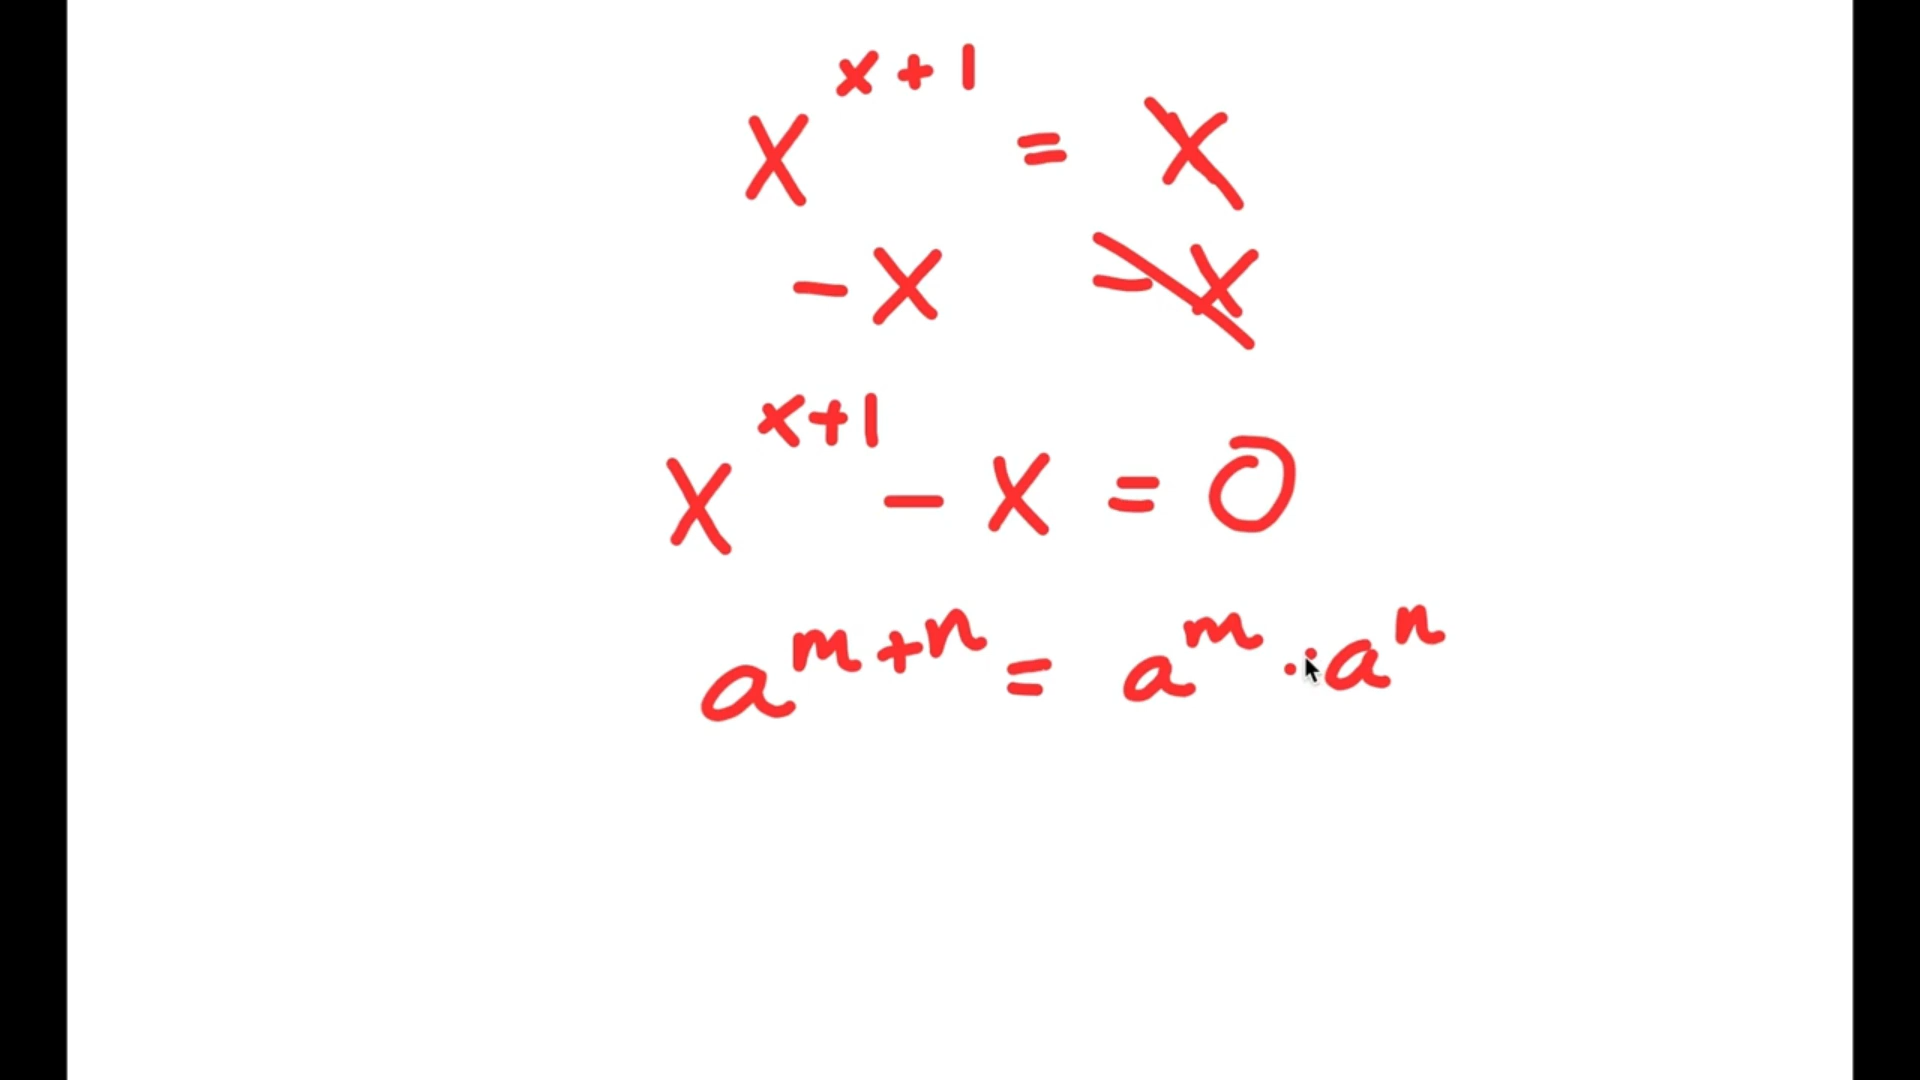 x^{x+1} = x
-x -x
x^{x+1} - x = 0
a^{m+n} = a^m · a^n